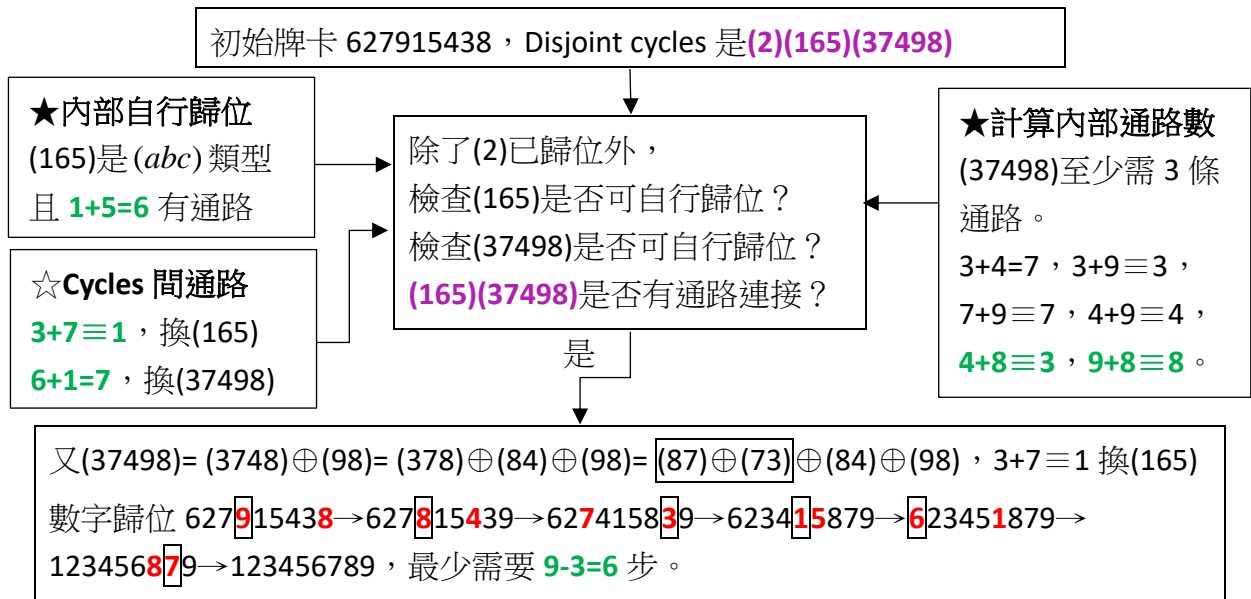 初始牌卡 627915438，Disjoint cycles 是(2)(165)(37498)
★內部自行歸位
(165)是(abc)類型
且 1+5=6 有通路
☆Cycles 間通路
3+7≡1，換(165)
6+1=7，換(37498)
除了(2)已歸位外，
檢查(165)是否可自行歸位？
檢查(37498)是否可自行歸位？
(165)(37498)是否有通路連接？
★計算內部通路數
(37498)至少需 3 條
通路。
3+4=7，3+9≡3，
7+9≡7，4+9≡4，
4+8≡3，9+8≡8。
是
又(37498)= (3748)⊕(98)= (378)⊕(84)⊕(98)= (87)⊕(73)⊕(84)⊕(98)，3+7≡1 換(165)
數字歸位 627915438→627815439→627415839→623415879→623451879→
123456879→123456789，最少需要 9-3=6 步。